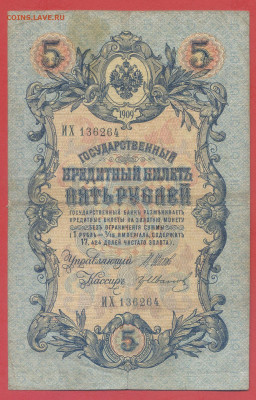 COINS.ЛАВ.RU
5 5
1909
ИХ 136264
ГОСУДАРСТВЕННЫЙ
КРЕДИТНЫЙ БИЛЕТЪ
ПЯТЬ РУБЛЕЙ
ГОСУДАРСТВЕННЫЙ БАНКЪ РАЗМѢНИВАЕТЪ
КРЕДИТНЫЕ БИЛЕТЫ НА ЗОЛОТУЮ МОНЕТУ
БЕЗЪ ОГРАНИЧЕНІЯ СУММЫ
(1 РУБЛЬ = 1/15 ИМПЕРІАЛА, СОДЕРЖИТЪ
17,424 ДОЛЕЙ ЧИСТАГО ЗОЛОТА).
Управляющій
Кассиръ
ИХ 136264
5